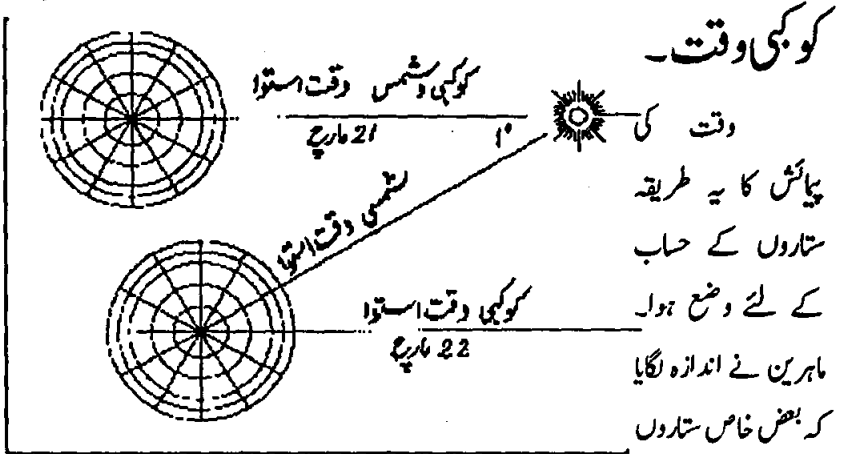 کوکبی وقت۔
وقت کی
پیمائش کا یہ طریقہ
ستاروں کے حساب
کے لئے وضع ہوا۔
ماہرین نے اندازہ لگایا
کہ بعض خاص ستاروں
کوکبی و شمس وقت استوا
21 مارچ
1°
شمسی وقت استوا
کوکبی وقت استوا
22 مارچ